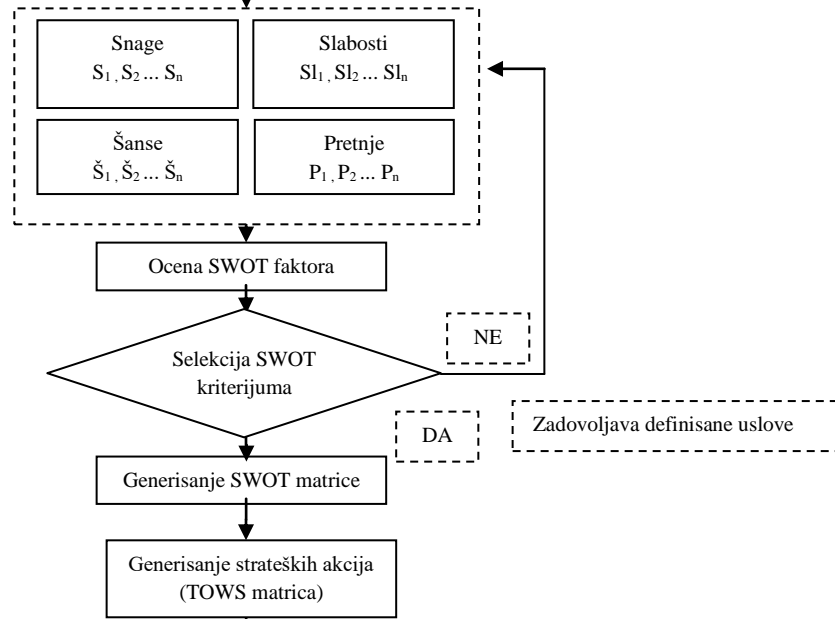 Snage
S₁ , S₂ ... Sₙ
Slabosti
Sl₁ , Sl₂ ... Slₙ
Šanse
Š₁ , Š₂ ... Šₙ
Pretnje
P₁ , P₂ ... Pₙ
Ocena SWOT faktora
Selekcija SWOT
kriterijuma
NE
DA
Zadovoljava definisane uslove
Generisanje SWOT matrice
Generisanje strateških akcija
(TOWS matrica)